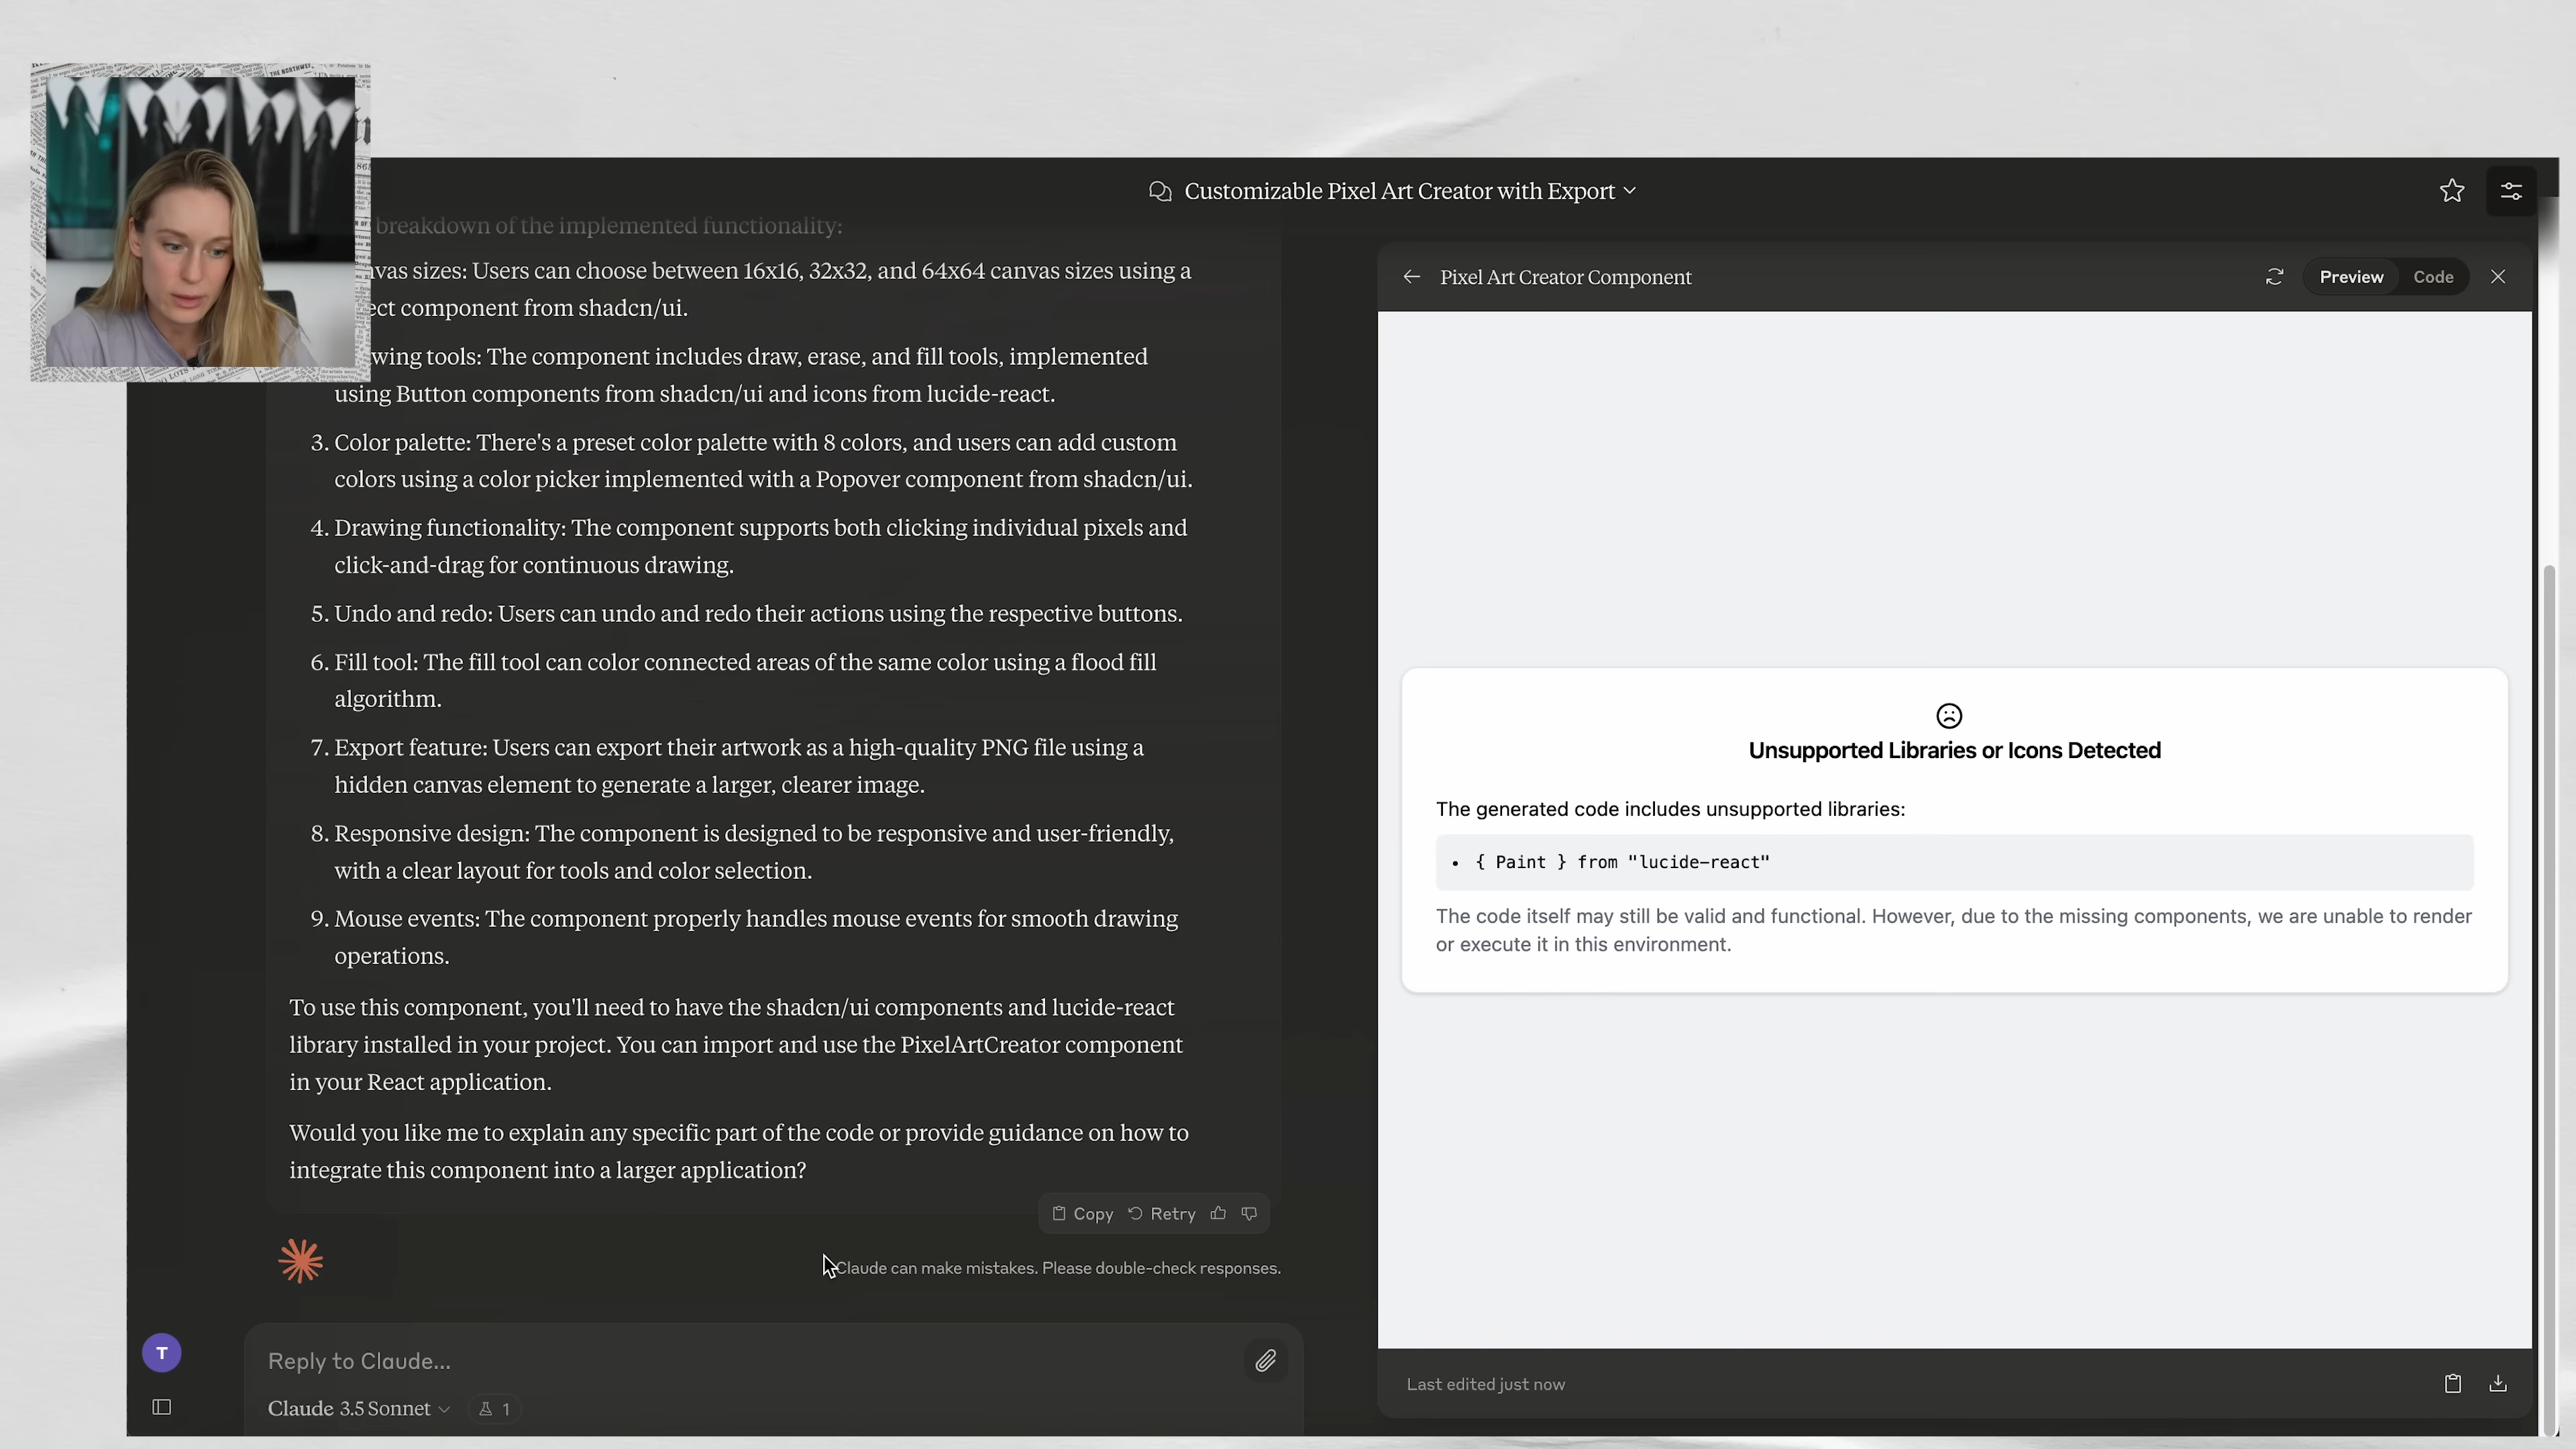 THE NORTHWEST.
Customizable Pixel Art Creator with Export
breakdown of the implemented functionality:
vas sizes: Users can choose between 16x16, 32x32, and 64x64 canvas sizes using a
ect component from shadcn/ui.
wing tools: The component includes draw, erase, and fill tools, implemented
using Button components from shadcn/ui and icons from lucide-react.
3. Color palette: There's a preset color palette with 8 colors, and users can add custom
colors using a color picker implemented with a Popover component from shadcn/ui.
4. Drawing functionality: The component supports both clicking individual pixels and
click-and-drag for continuous drawing.
5. Undo and redo: Users can undo and redo their actions using the respective buttons.
6. Fill tool: The fill tool can color connected areas of the same color using a flood fill
algorithm.
7. Export feature: Users can export their artwork as a high-quality PNG file using a
hidden canvas element to generate a larger, clearer image.
8. Responsive design: The component is designed to be responsive and user-friendly,
with a clear layout for tools and color selection.
9. Mouse events: The component properly handles mouse events for smooth drawing
operations.
To use this component, you'll need to have the shadcn/ui components and lucide-react
library installed in your project. You can import and use the PixelArtCreator component
in your React application.
Would you like me to explain any specific part of the code or provide guidance on how to
integrate this component into a larger application?
Copy Retry
Claude can make mistakes. Please double-check responses.
T
Reply to Claude...
Claude 3.5 Sonnet 1
Pixel Art Creator Component
Preview Code
Unsupported Libraries or Icons Detected
The generated code includes unsupported libraries:
• { Paint } from "lucide-react"
The code itself may still be valid and functional. However, due to the missing components, we are unable to render
or execute it in this environment.
Last edited just now